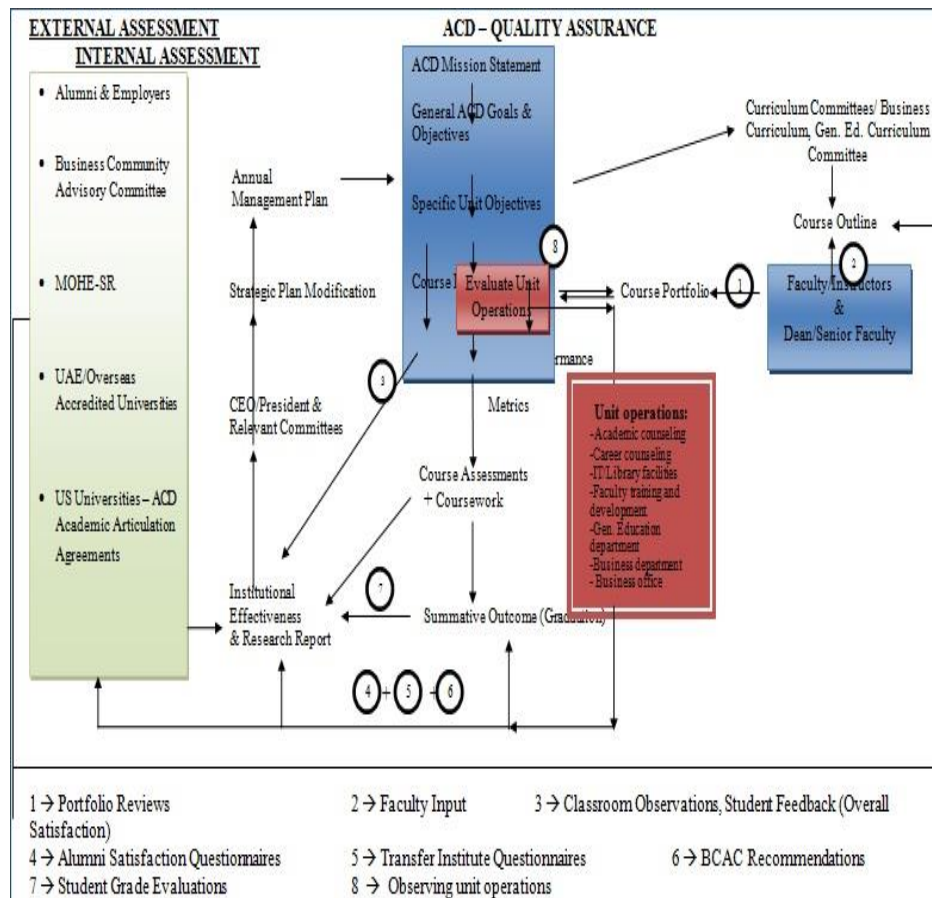 EXTERNAL ASSESSMENT
INTERNAL ASSESSMENT
ACD – QUALITY ASSURANCE
• Alumni & Employers
• Business Community
Advisory Committee
• MOHE-SR
• UAE/Overseas
Accredited Universities
• US Universities – ACD
Academic Articulation
Agreements
Annual
Management Plan
Strategic Plan Modification
CEO/President &
Relevant Committees
Institutional
Effectiveness
& Research Report
ACD Mission Statement
General ACD Goals &
Objectives
Specific Unit Objectives
Course
Evaluate Unit
Operations
Metrics
Course Assessments
+ Coursework
Summative Outcome (Graduation)
3
7
4 + 5 + 6
8
Curriculum Committees/ Business
Curriculum, Gen. Ed. Curriculum
Committee
Course Outline
2
Course Portfolio
1
Faculty/Instructors
&
Dean/Senior Faculty
Unit operations:
-Academic counseling
-Career counseling
-IT/Library facilities
-Faculty training and
development
-Gen. Education
department
-Business department
- Business office
1 → Portfolio Reviews 2 → Faculty Input 3 → Classroom Observations, Student Feedback (Overall
Satisfaction)
4 → Alumni Satisfaction Questionnaires 5 → Transfer Institute Questionnaires 6 → BCAC Recommendations
7 → Student Grade Evaluations 8 → Observing unit operations